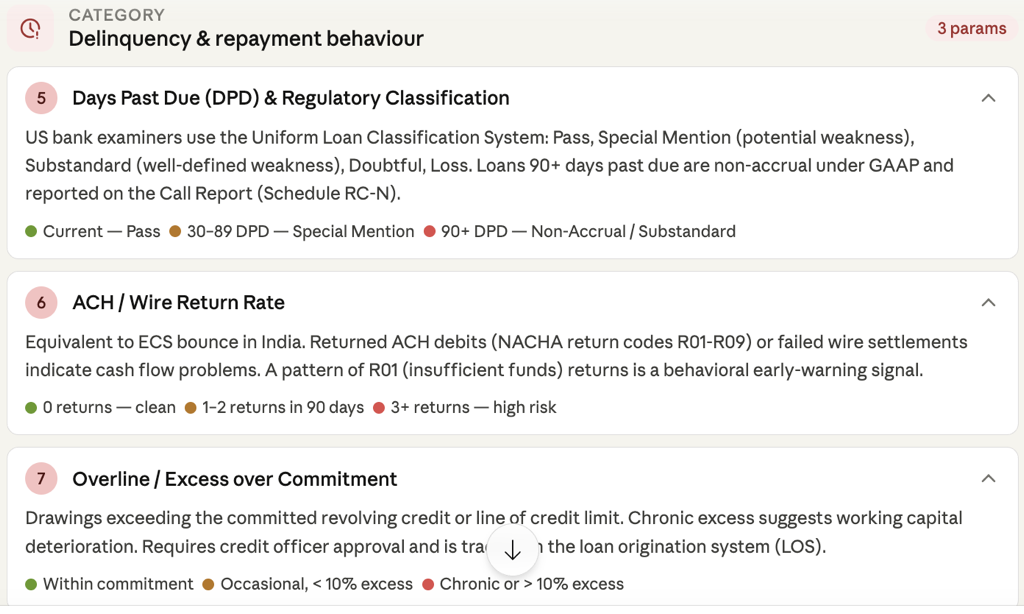 CATEGORY
Delinquency & repayment behaviour
3 params
5 Days Past Due (DPD) & Regulatory Classification
US bank examiners use the Uniform Loan Classification System: Pass, Special Mention (potential weakness),
Substandard (well-defined weakness), Doubtful, Loss. Loans 90+ days past due are non-accrual under GAAP and
reported on the Call Report (Schedule RC-N).
Current — Pass 30–89 DPD — Special Mention 90+ DPD — Non-Accrual / Substandard
6 ACH / Wire Return Rate
Equivalent to ECS bounce in India. Returned ACH debits (NACHA return codes R01-R09) or failed wire settlements
indicate cash flow problems. A pattern of R01 (insufficient funds) returns is a behavioral early-warning signal.
0 returns — clean 1–2 returns in 90 days 3+ returns — high risk
7 Overline / Excess over Commitment
Drawings exceeding the committed revolving credit or line of credit limit. Chronic excess suggests working capital
deterioration. Requires credit officer approval and is the loan origination system (LOS).
Within commitment Occasional, < 10% excess Chronic or > 10% excess